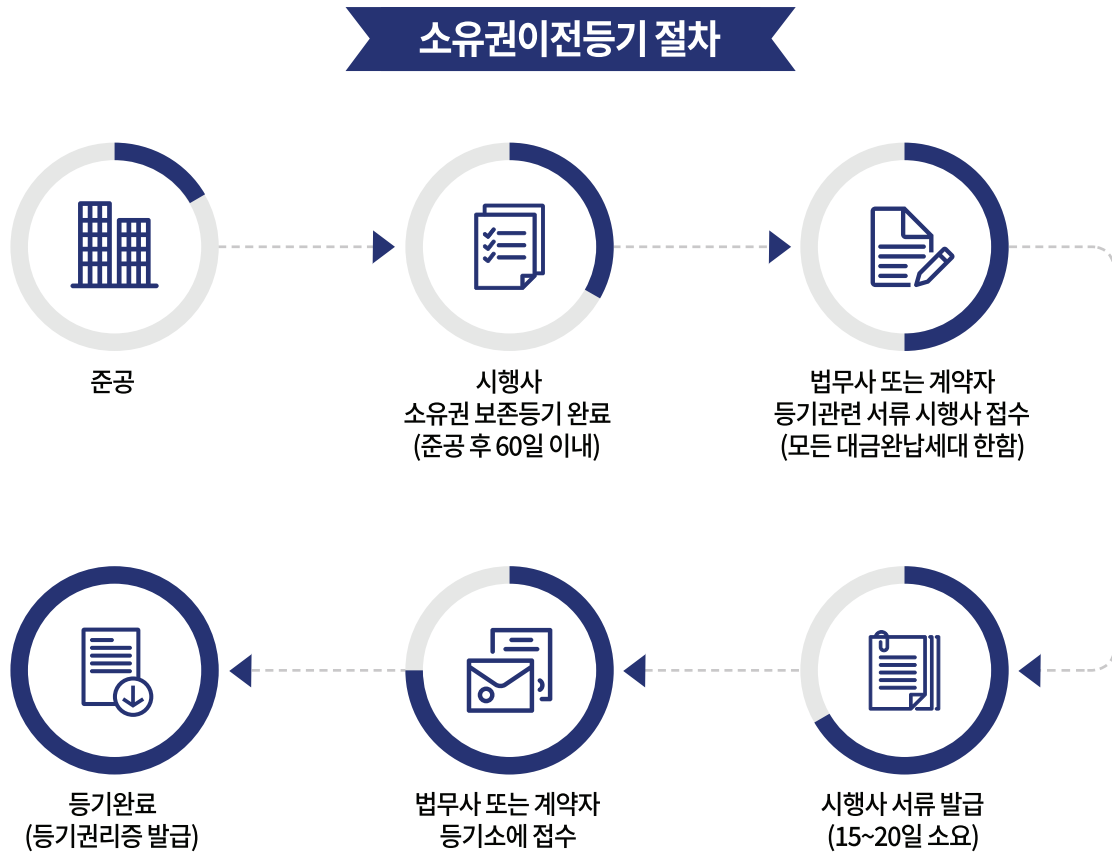 소유권이전등기 절차
준공
시행사
소유권 보존등기 완료
(준공 후 60일 이내)
법무사 또는 계약자
등기관련 서류 시행사 접수
(모든 대금완납세대 한함)
시행사 서류 발급
(15~20일 소요)
법무사 또는 계약자
등기소에 접수
등기완료
(등기권리증 발급)